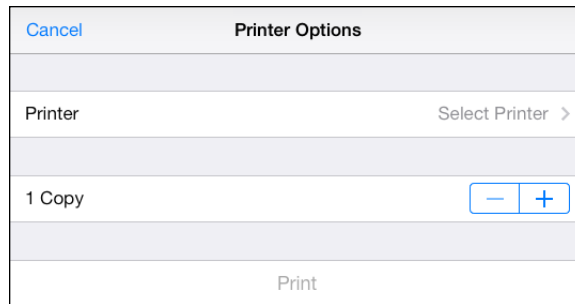 Cancel Printer Options
Printer Select Printer >
1 Copy − +
Print